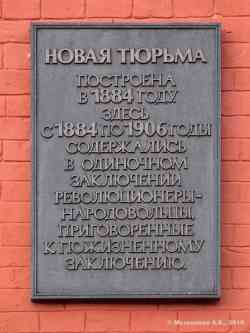 НОВАЯ ТЮРЬМА
ПОСТРОЕНА
В 1884 ГОДУ
ЗДЕСЬ
С 1884 ПО 1906 ГОДЫ
СОДЕРЖАЛИСЬ
В ОДИНОЧНОМ
ЗАКЛЮЧЕНИИ
РЕВОЛЮЦИОНЕРЫ-
НАРОДОВОЛЬЦЫ,
ПРИГОВОРЕННЫЕ
К ПОЖИЗНЕННОМУ
ЗАКЛЮЧЕНИЮ.